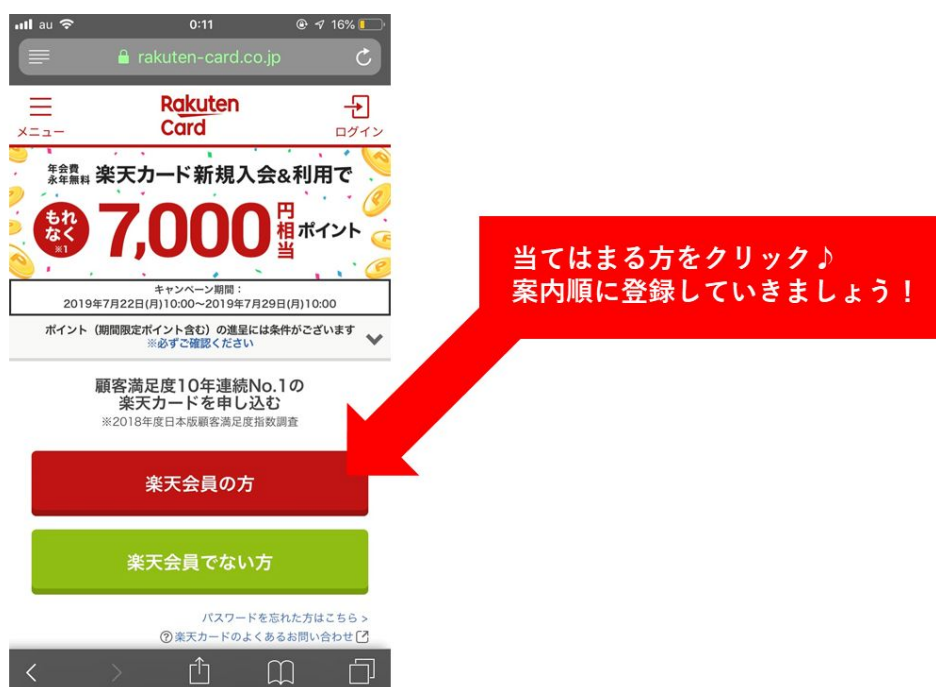 au
0:11
16%
rakuten-card.co.jp
メニュー
Rakuten
Card
ログイン
年会費
永年無料
楽天カード新規入会&利用で
もれ
なく
※1
7,000
円
相
当
ポイント
キャンペーン期間：
2019年7月22日(月)10:00～2019年7月29日(月)10:00
ポイント（期間限定ポイント含む）の進呈には条件がございます
※必ずご確認ください
顧客満足度10年連続No.1の
楽天カードを申し込む
※2018年度日本版顧客満足度指数調査
楽天会員の方
楽天会員でない方
パスワードを忘れた方はこちら >
?楽天カードのよくあるお問い合わせ
当てはまる方をクリック♪
案内順に登録していきましょう！